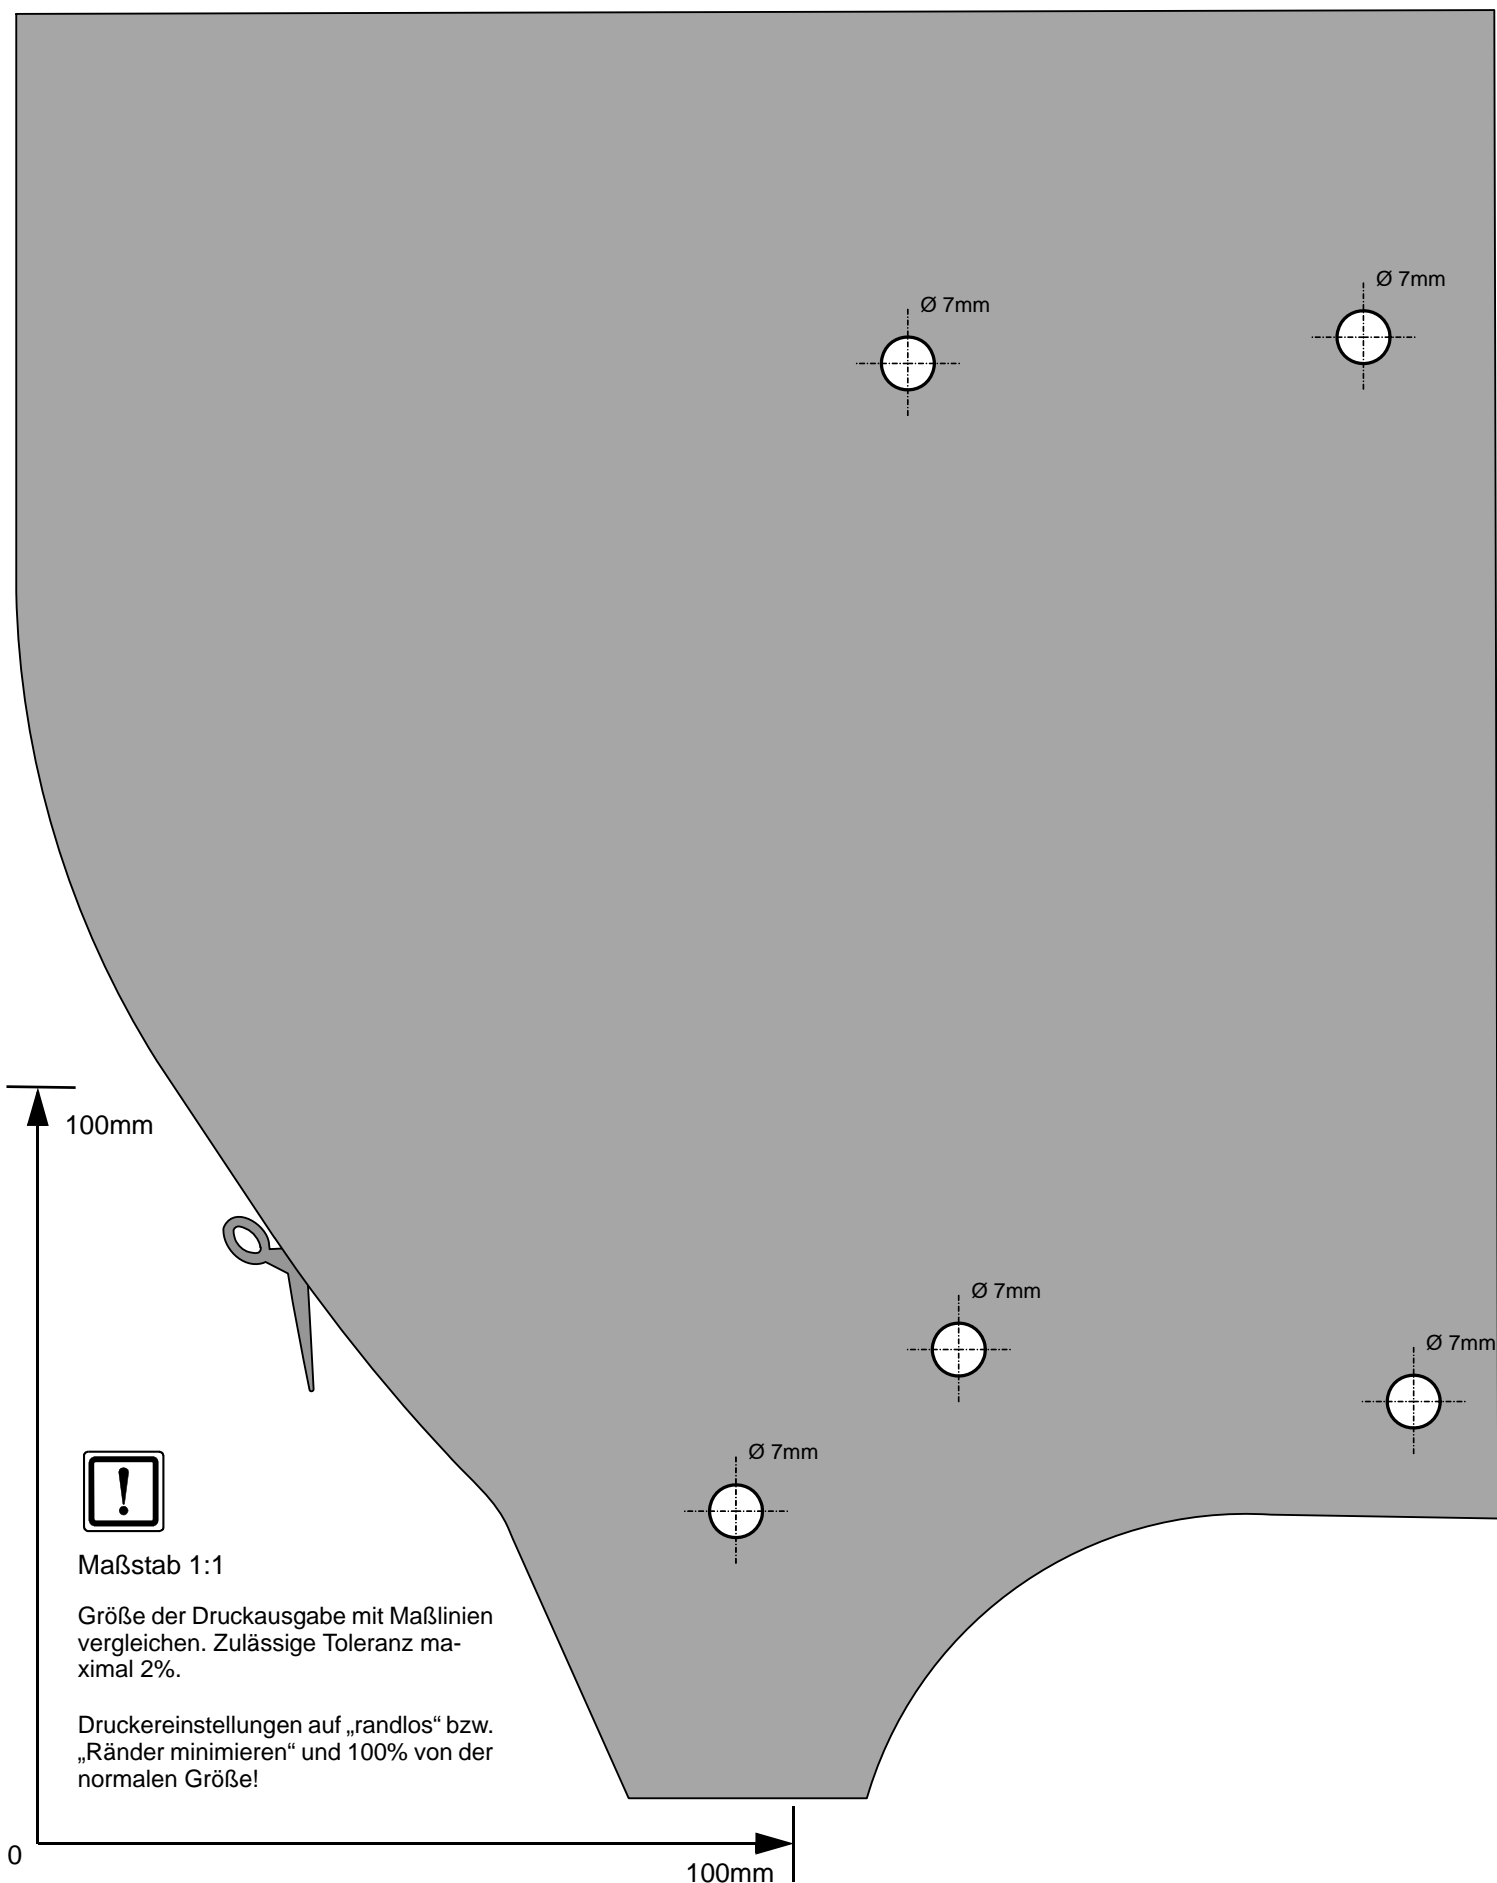 Ø 7mm
Ø 7mm
100mm
Ø 7mm
Ø 7mm
Ø 7mm
Maßstab 1:1
Größe der Druckausgabe mit Maßlinien
vergleichen. Zulässige Toleranz ma-
ximal 2%.
Druckereinstellungen auf „randlos“ bzw.
„Ränder minimieren“ und 100% von der
normalen Größe!
0
100mm